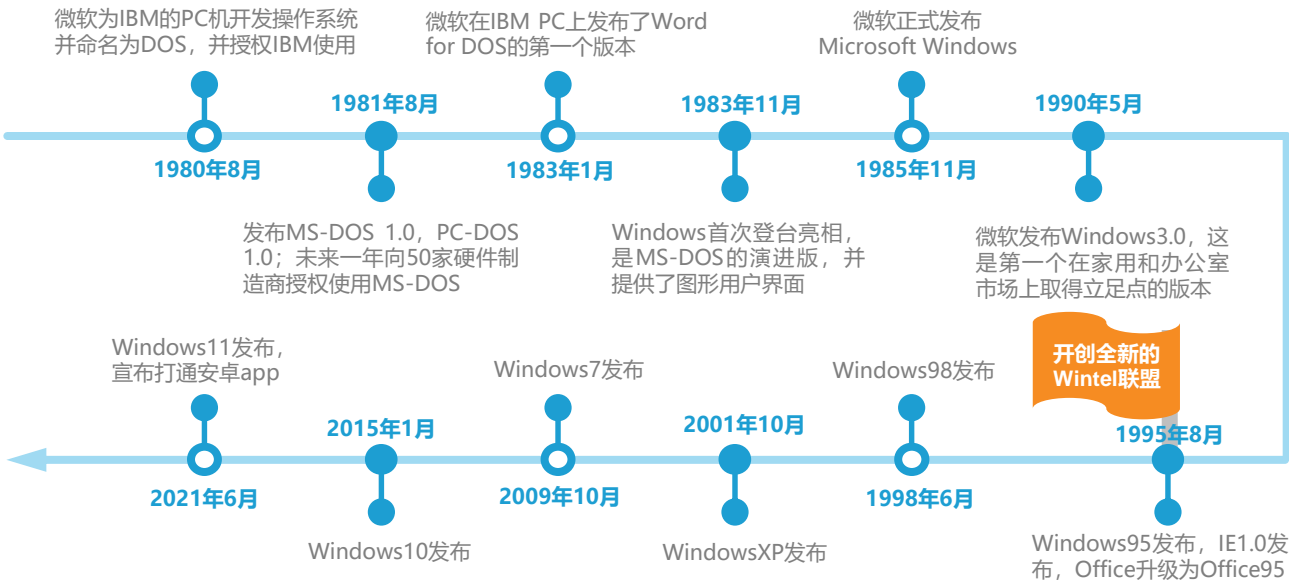 微软为IBM的PC机开发操作系统
并命名为DOS，并授权IBM使用
1980年8月
1981年8月
发布MS-DOS 1.0，PC-DOS
1.0；未来一年向50家硬件制
造商授权使用MS-DOS
微软在IBM PC上发布了Word
for DOS的第一个版本
1983年1月
1983年11月
Windows首次登台亮相，
是MS-DOS的演进版，并
提供了图形用户界面
微软正式发布
Microsoft Windows
1985年11月
1990年5月
微软发布Windows3.0，这
是第一个在家用和办公室
市场上取得立足点的版本
开创全新的
Wintel联盟
1995年8月
Windows95发布，IE1.0发
布，Office升级为Office95
Windows98发布
1998年6月
2001年10月
WindowsXP发布
Windows7发布
2009年10月
2015年1月
Windows10发布
Windows11发布，
宣布打通安卓app
2021年6月